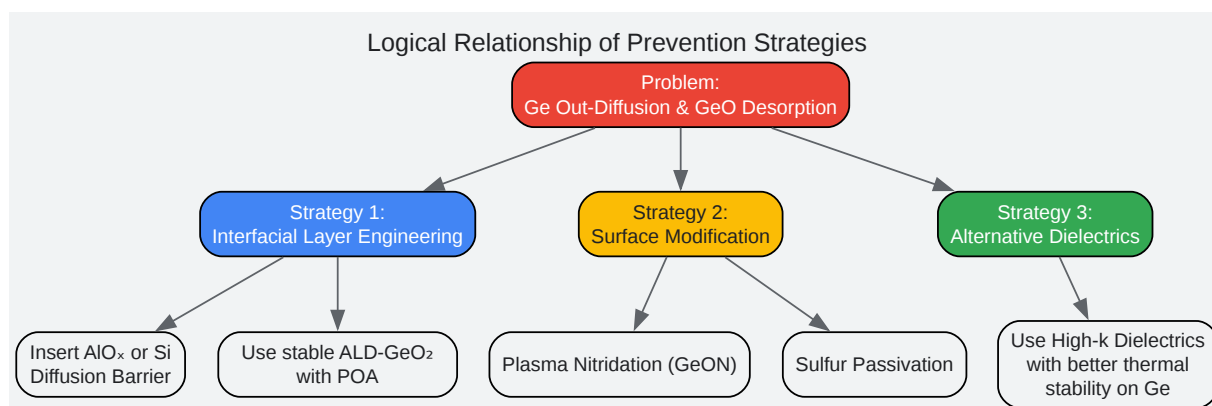 Logical Relationship of Prevention Strategies
Problem:
Ge Out-Diffusion & GeO Desorption
Strategy 1:
Interfacial Layer Engineering
Strategy 2:
Surface Modification
Strategy 3:
Alternative Dielectrics
Insert AlOₓ or Si
Diffusion Barrier
Use stable ALD-GeO₂
with POA
Plasma Nitridation (GeON)
Sulfur Passivation
Use High-k Dielectrics
with better thermal
stability on Ge